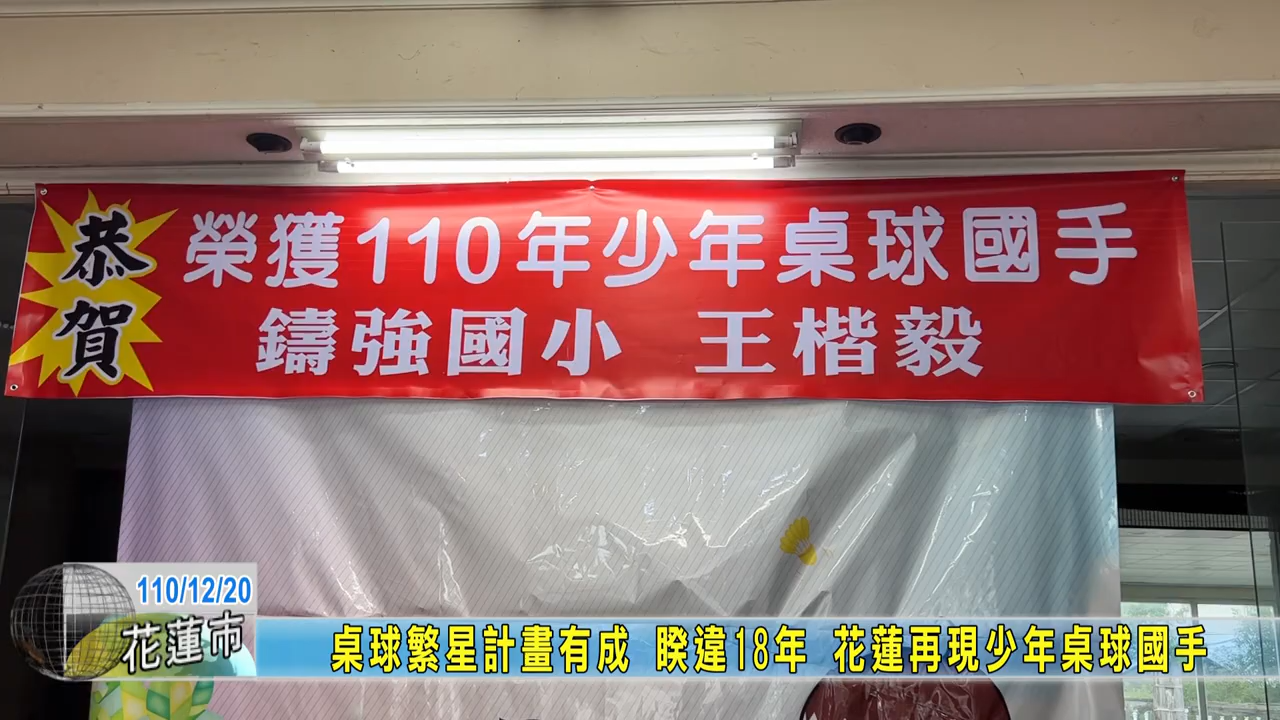 恭賀
榮獲110年少年桌球國手
鑄強國小 王楷毅
110/12/20
花蓮市
桌球繁星計畫有成 睽違18年 花蓮再現少年桌球國手